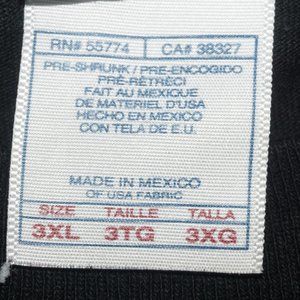 RN# 55774 CA# 38327
PRE-SHRUNK/PRE-ENCOGIDO
PRÉ-RÉTRÉCI
FAIT AU MEXIQUE
DE MATERIEL D'USA
HECHO EN MEXICO
CON TELA DE E.U.
MADE IN MEXICO
OF USA FABRIC
SIZE TAILLE TALLA
3XL 3TG 3XG